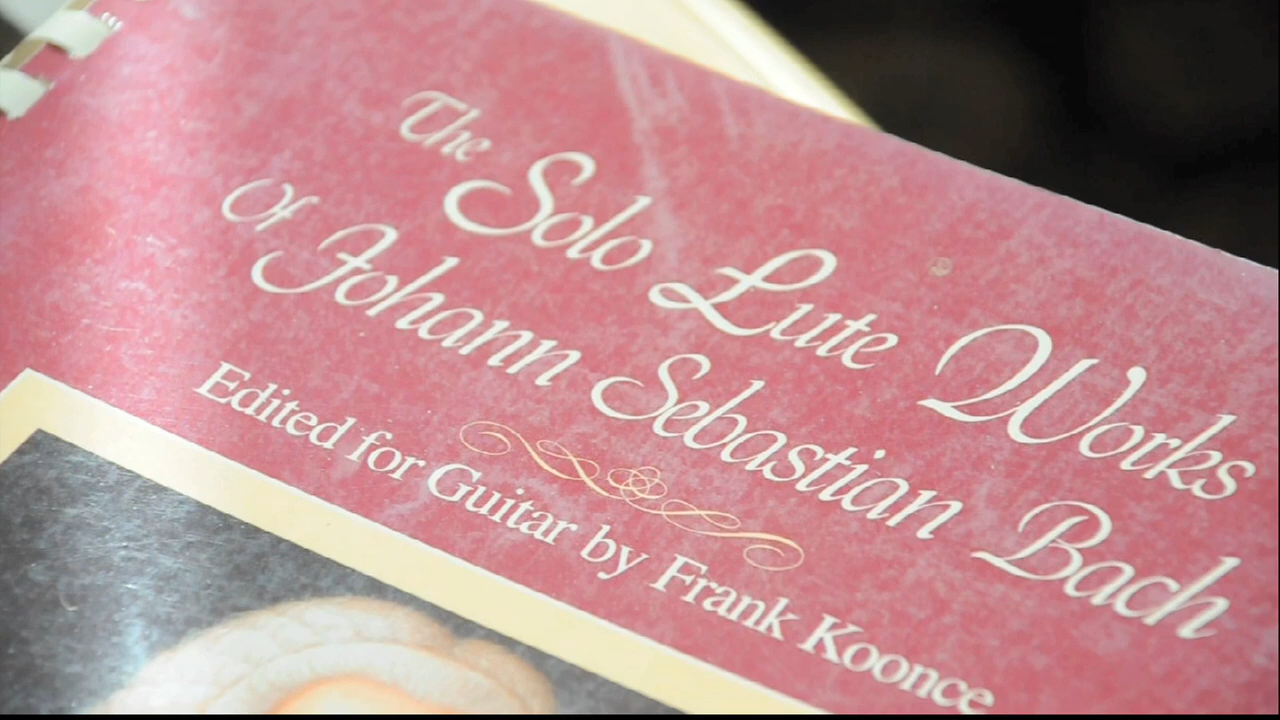 The Solo Lute Works
Of Johann Sebastian Bach
Edited for Guitar by Frank Koonce